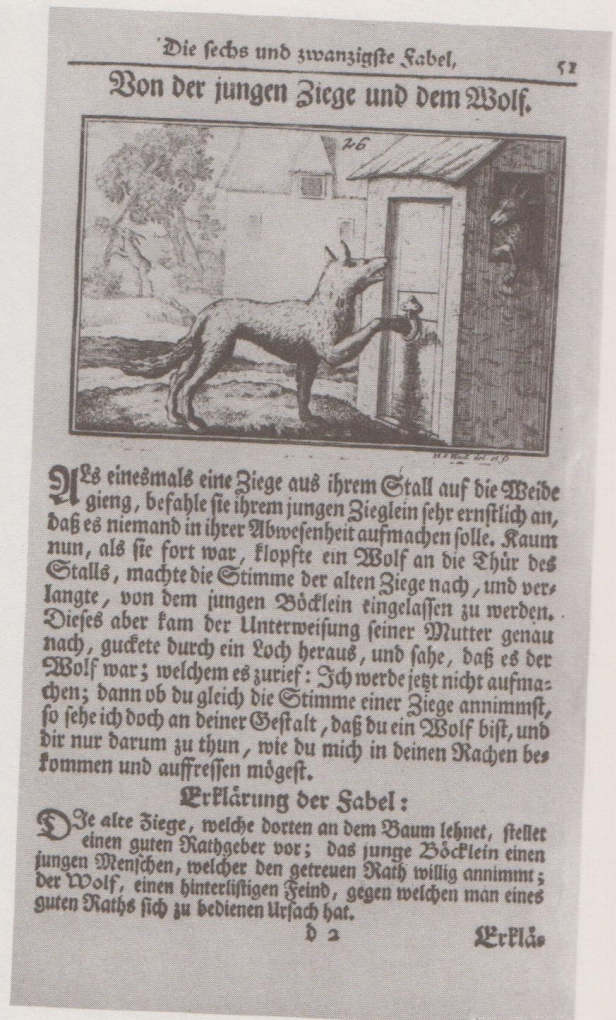 Die sechs und zwanzigste Fabel, 51
Von der jungen Ziege und dem Wolf.
26
ALs einesmals eine Ziege aus ihrem Stall auf die Weide
gieng, befahle sie ihrem jungen Zieglein sehr ernstlich an,
daß es niemand in ihrer Abwesenheit aufmachen solle. Kaum
nun, als sie fort war, klopfte ein Wolf an die Thür des
Stalls, machte die Stimme der alten Ziege nach, und ver-
langte, von dem jungen Böcklein eingelassen zu werden.
Dieses aber kam der Unterweisung seiner Mutter genau
nach, guckete durch ein Loch heraus, und sahe, daß es der
Wolf war; welchem es zurief: Ich werde jetzt nicht aufma-
chen; dann ob du gleich die Stimme einer Ziege annimmst,
so sehe ich doch an deiner Gestalt, daß du ein Wolf bist, und
dir nur darum zu thun, wie du mich in deinen Rachen be-
kommen und auffressen mögest.
Erklärung der Fabel:
DIe alte Ziege, welche dorten an dem Baum lehnet, stellet
einen guten Rathgeber vor; das junge Böcklein einen
jungen Menschen, welcher den getreuen Rath willig annimmt;
der Wolf, einen hinterlistigen Feind, gegen welchen man eines
guten Raths sich zu bedienen Ursach hat.
d 2 Erklä-